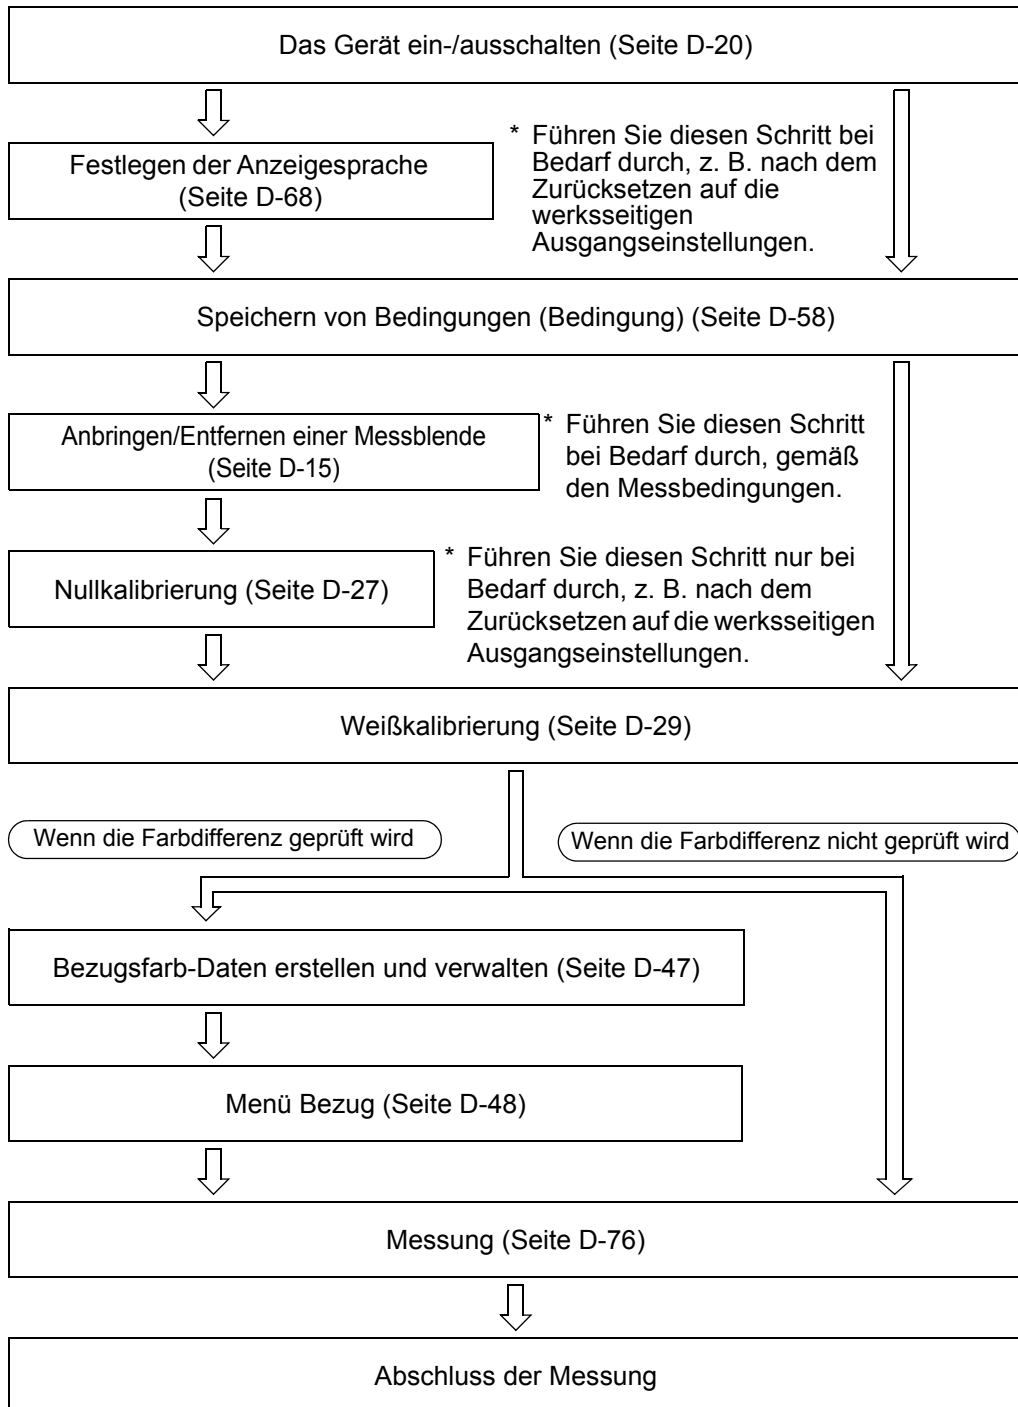 Das Gerät ein-/ausschalten (Seite D-20)
Festlegen der Anzeigesprache
(Seite D-68)
* Führen Sie diesen Schritt bei
Bedarf durch, z. B. nach dem
Zurücksetzen auf die
werksseitigen
Ausgangseinstellungen.
Speichern von Bedingungen (Bedingung) (Seite D-58)
Anbringen/Entfernen einer Messblende
(Seite D-15)
* Führen Sie diesen Schritt
bei Bedarf durch, gemäß
den Messbedingungen.
Nullkalibrierung (Seite D-27)
* Führen Sie diesen Schritt nur bei
Bedarf durch, z. B. nach dem
Zurücksetzen auf die werksseitigen
Ausgangseinstellungen.
Weißkalibrierung (Seite D-29)
Wenn die Farbdifferenz geprüft wird
Wenn die Farbdifferenz nicht geprüft wird
Bezugsfarb-Daten erstellen und verwalten (Seite D-47)
Menü Bezug (Seite D-48)
Messung (Seite D-76)
Abschluss der Messung